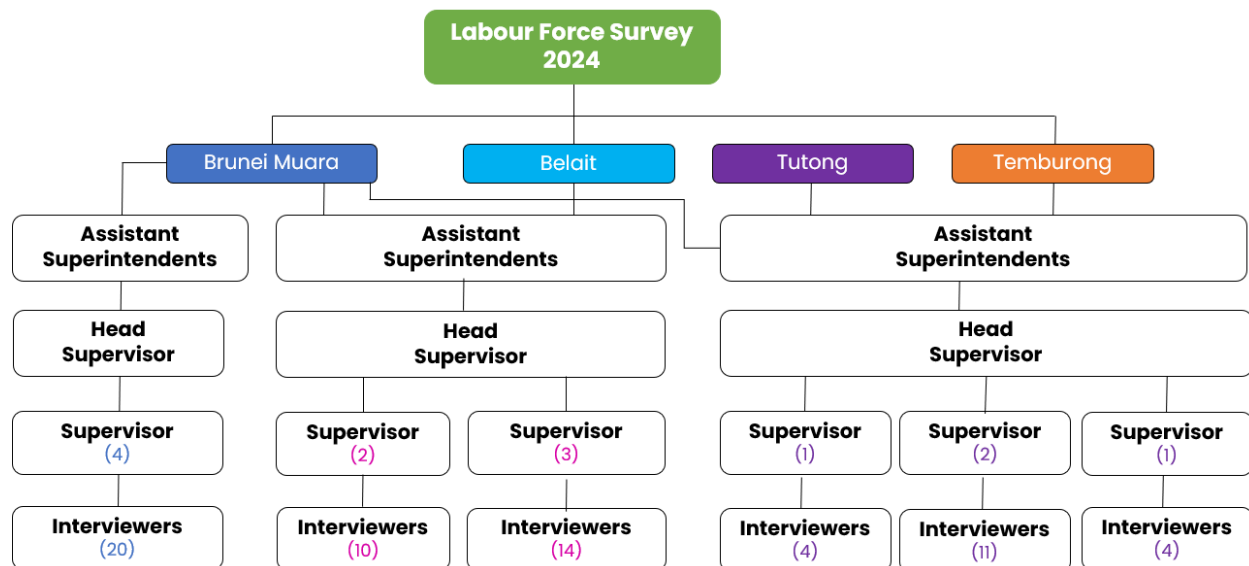 Labour Force Survey
2024
Brunei Muara
Belait
Tutong
Temburong
Assistant
Superintendents
Assistant
Superintendents
Assistant
Superintendents
Head
Supervisor
Head
Supervisor
Head
Supervisor
Supervisor
(4)
Supervisor
(2)
Supervisor
(3)
Supervisor
(1)
Supervisor
(2)
Supervisor
(1)
Interviewers
(20)
Interviewers
(10)
Interviewers
(14)
Interviewers
(4)
Interviewers
(11)
Interviewers
(4)